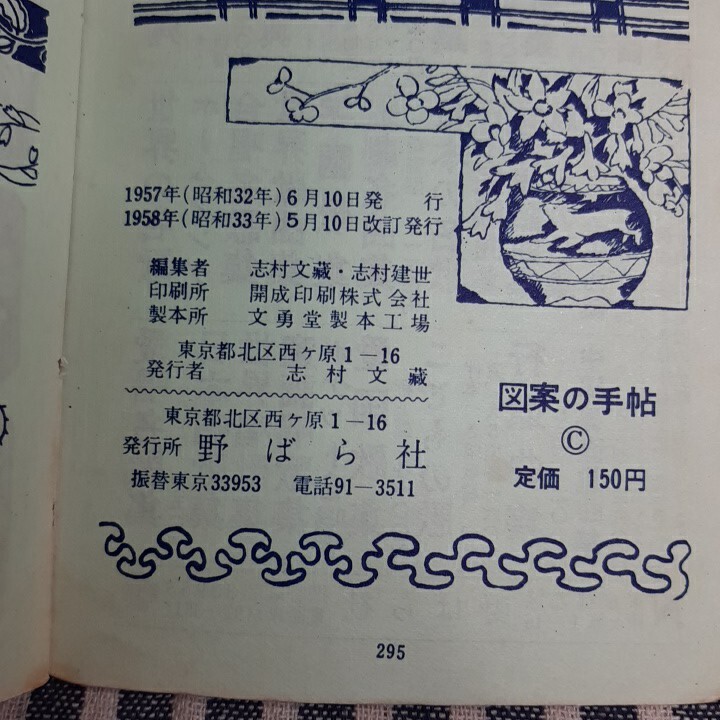 1957年(昭和32年)6月10日発　行
1958年(昭和33年)5月10日改訂発行
編集者　志村文藏・志村建世
印刷所　開成印刷株式会社
製本所　文勇堂製本工場
東京都北区西ケ原1―16
発行者　志村文藏
東京都北区西ケ原1―16
発行所　野ばら社
振替東京33953　電話91―3511
図案の手帖
©
定価　150円
295